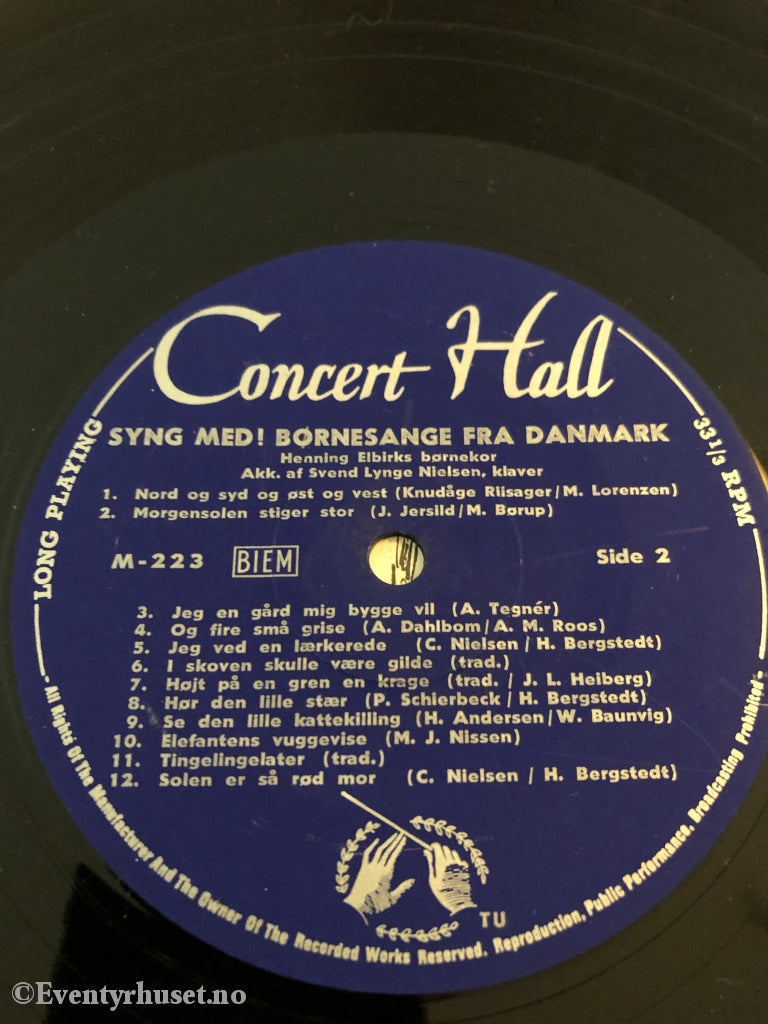 Concert Hall
SYNG MED! BØRNESANGE FRA DANMARK
Henning Elbirks børnekor
Akk. af Svend Lynge Nielsen, klaver
1. Nord og syd og øst og vest (Knudåge Riisager/M. Lorenzen)
2. Morgensolen stiger stor (J. Jersild/M. Børup)
M-223 BIEM Side 2
3. Jeg en gård mig bygge vil (A. Tegnér)
4. Og fire små grise (A. Dahlbom/A. M. Roos)
5. Jeg ved en lærkerede (C. Nielsen/H. Bergstedt)
6. I skoven skulle være gilde (trad.)
7. Højt på en gren en krage (trad. / J. L. Heiberg)
8. Hør den lille stær (P. Schierbeck/H. Bergstedt)
9. Se den lille kattekilling (H. Andersen/W. Baunvig)
10. Elefantens vuggevise (M. J. Nissen)
11. Tingelingelater (trad.)
12. Solen er så rød mor (C. Nielsen / H. Bergstedt)
TU
LONG PLAYING
33 1/3 RPM
All Rights Of The Manufacturer And The Owner Of The Recorded Works Reserved. Reproduction, Public Performance, Broadcasting Prohibited
©Eventyrhuset.no